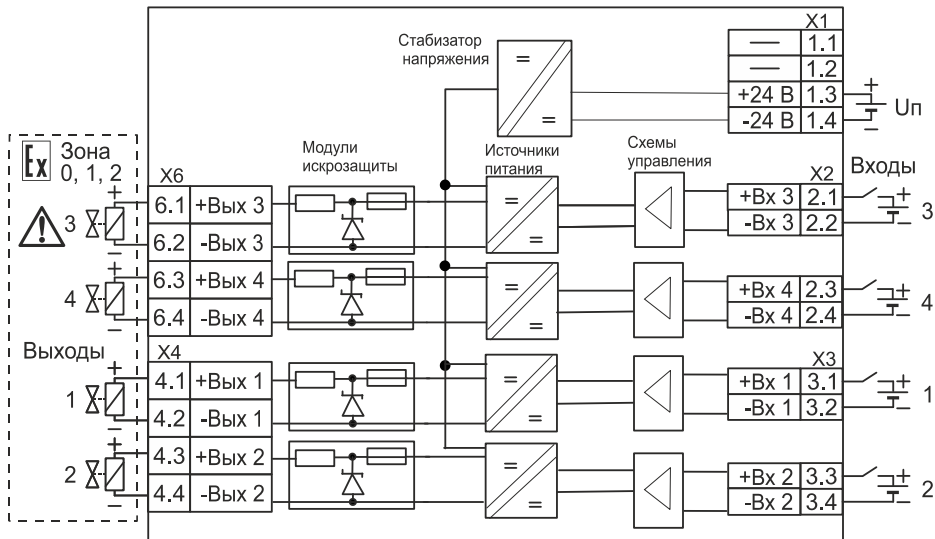 X1
Стабизатор
напряжения
— 1.1
— 1.2
+24 В 1.3
-24 В 1.4
+
−
Uп
Ex Зона
0, 1, 2
Модули
искрозащиты
Источники
питания
Схемы
управления
Входы
X6
6.1 +Вых 3
6.2 -Вых 3
6.3 +Вых 4
6.4 -Вых 4
+
3
−
+
4
−
X2
+Вх 3 2.1
-Вх 3 2.2
+Вх 4 2.3
-Вх 4 2.4
+
3
−
+
4
−
Выходы
X4
4.1 +Вых 1
4.2 -Вых 1
4.3 +Вых 2
4.4 -Вых 2
+
1
−
+
2
−
X3
+Вх 1 3.1
-Вх 1 3.2
+Вх 2 3.3
-Вх 2 3.4
+
1
−
+
2
−